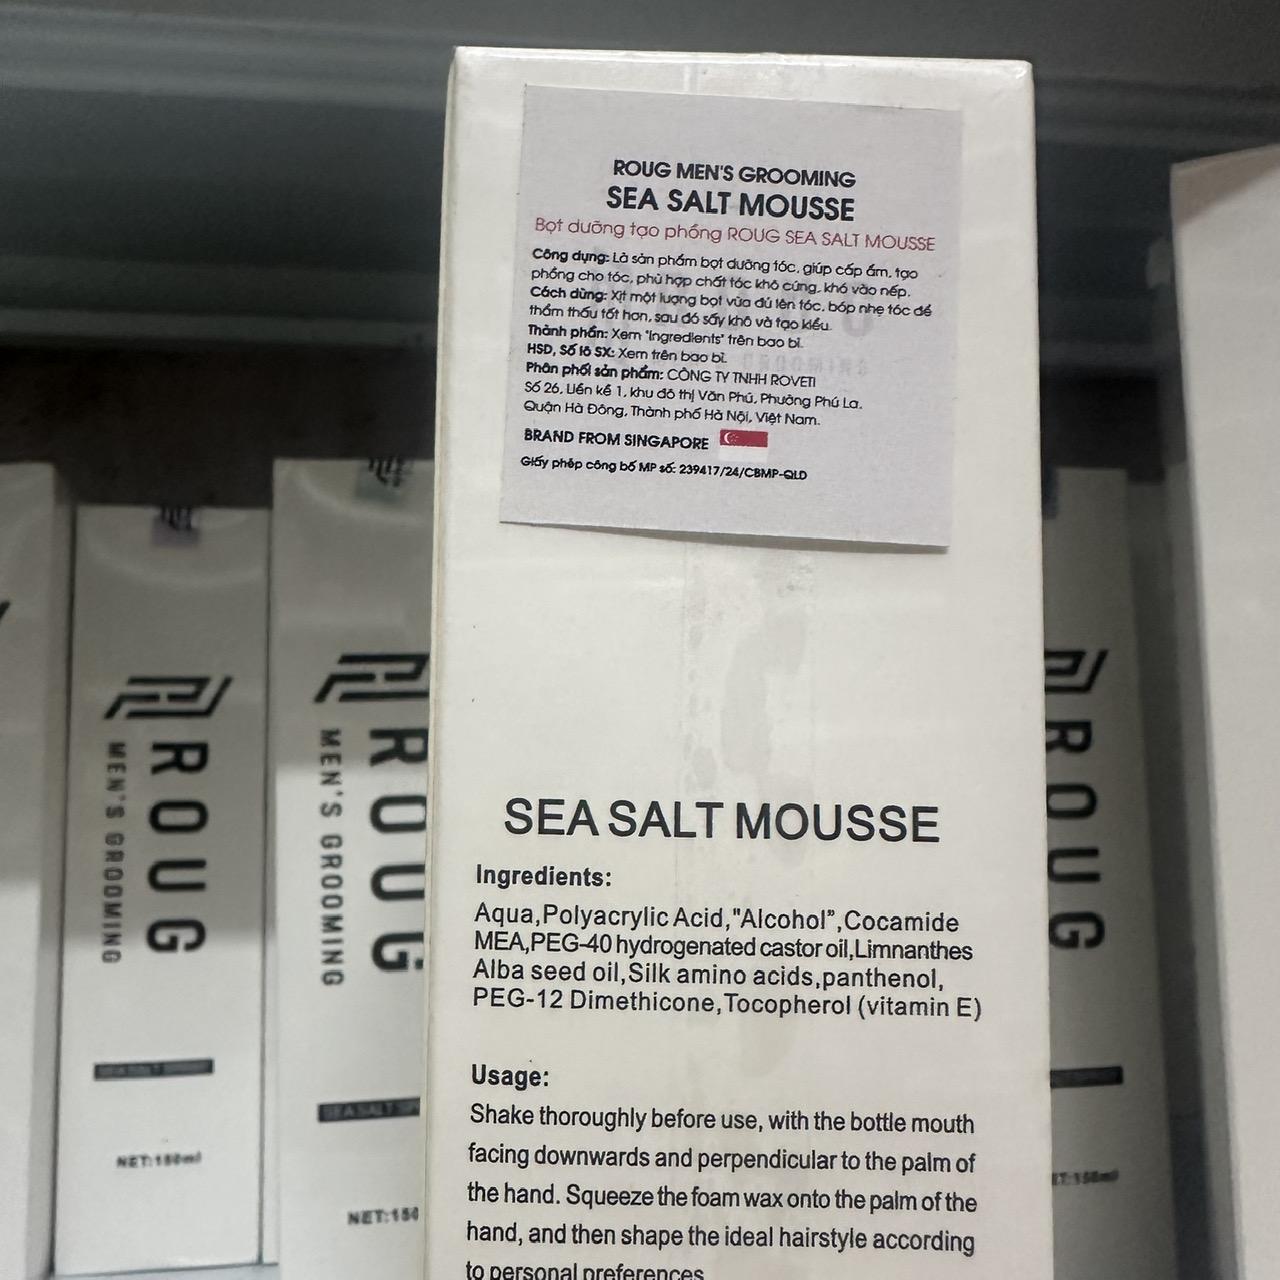 ROUG MEN'S GROOMING
SEA SALT MOUSSE
Bọt dưỡng tạo phồng ROUG SEA SALT MOUSSE
Công dụng: Là sản phẩm bọt dưỡng tóc, giúp cấp ẩm, tạo
phồng cho tóc, phù hợp chất tóc khô cứng, khó vào nếp.
Cách dùng: Xịt một lượng bọt vừa đủ lên tóc, bóp nhẹ tóc để
thẩm thấu tốt hơn, sau đó sấy khô và tạo kiểu.
Thành phần: Xem "Ingredients" trên bao bì.
HSD, Số lô SX: Xem trên bao bì.
Phân phối sản phẩm: CÔNG TY TNHH ROVETI
Số 26, Liền kề 1, khu đô thị Văn Phú, Phường Phú La,
Quận Hà Đông, Thành phố Hà Nội, Việt Nam.
BRAND FROM SINGAPORE
Giấy phép công bố MP số: 239417/24/CBMP-QLD
SEA SALT MOUSSE
Ingredients:
Aqua,Polyacrylic Acid,"Alcohol",Cocamide
MEA,PEG-40 hydrogenated castor oil,Limnanthes
Alba seed oil,Silk amino acids,panthenol,
PEG-12 Dimethicone,Tocopherol (vitamin E)
Usage:
Shake thoroughly before use, with the bottle mouth
facing downwards and perpendicular to the palm of
the hand. Squeeze the foam wax onto the palm of the
hand, and then shape the ideal hairstyle according
to personal preferences
ROUG
MEN'S GROOMING
SEA SALT SPRAY
NET:150ml
ROUG
MEN'S GROOMING
SEA SALT
NET:150
ROUG